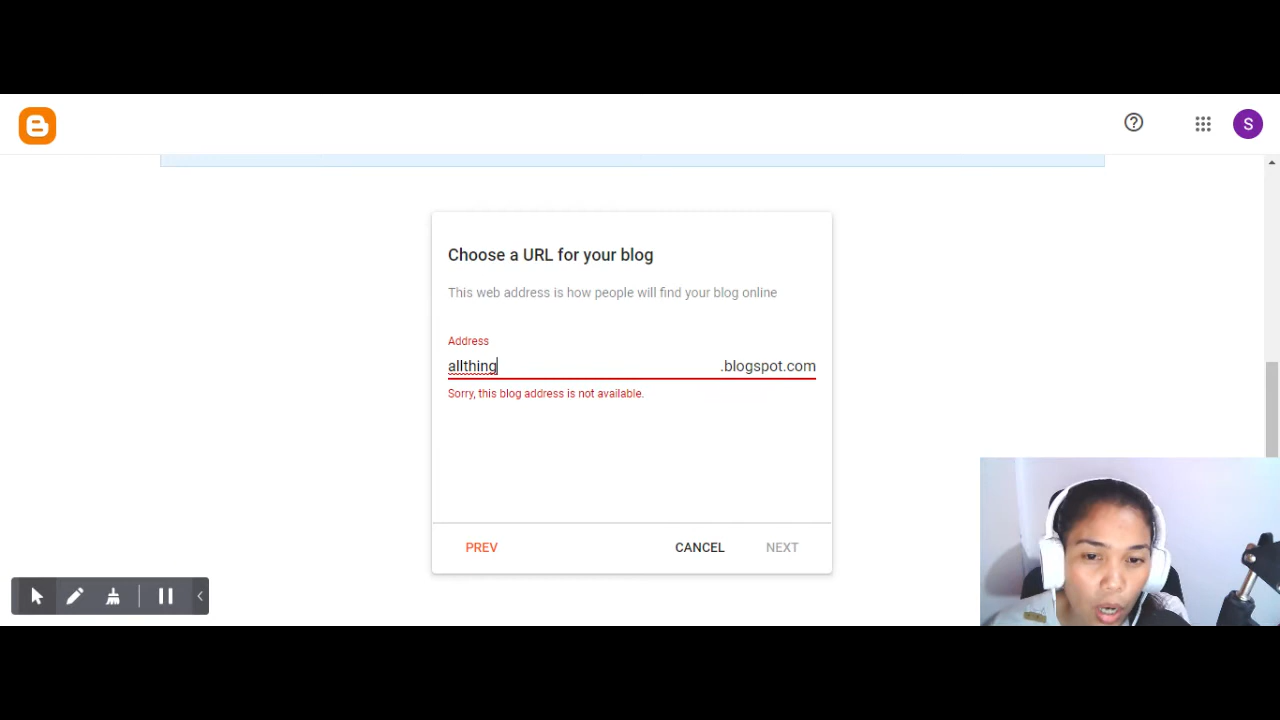 S
Choose a URL for your blog
This web address is how people will find your blog online
Address
allthing .blogspot.com
Sorry, this blog address is not available.
PREV CANCEL NEXT